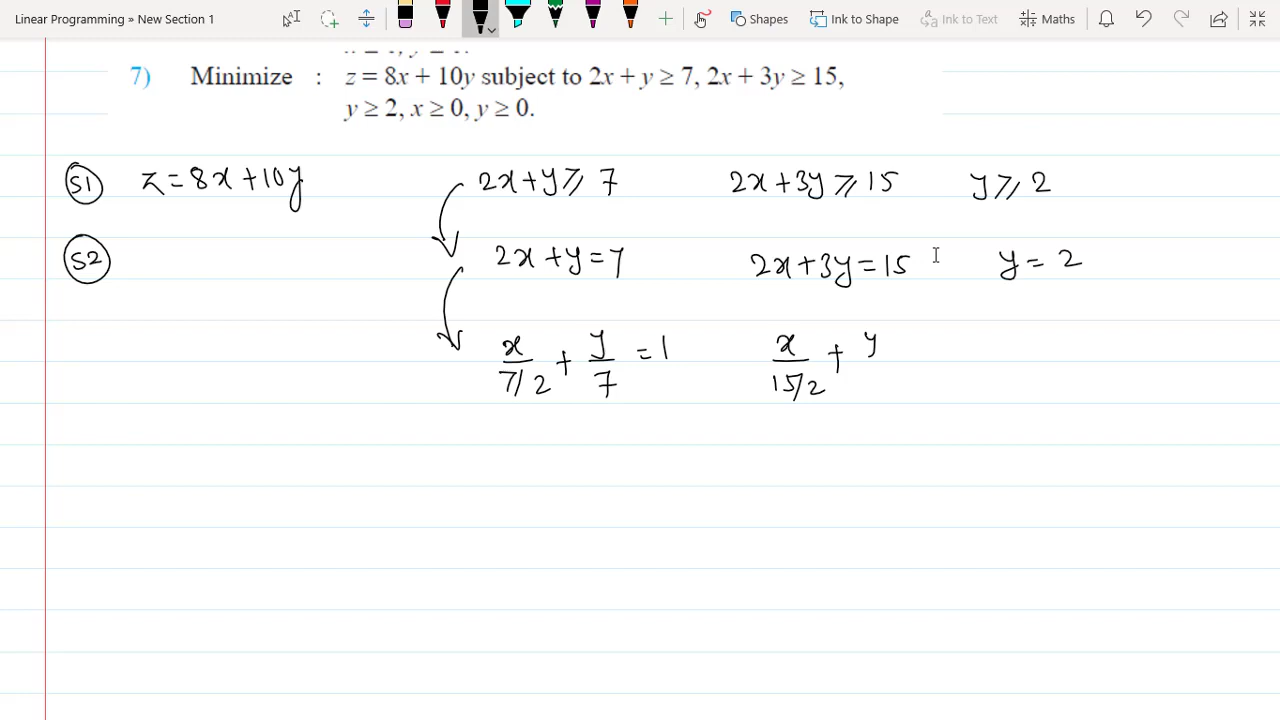 Linear Programming » New Section 1 Shapes Ink to Shape Ink to Text Maths
7) Minimize : z = 8x + 10y subject to 2x + y ≥ 7, 2x + 3y ≥ 15,
y ≥ 2, x ≥ 0, y ≥ 0.
S1 z = 8x + 10y 2x + y ≥ 7 2x + 3y ≥ 15 y ≥ 2
S2 2x + y = 7 2x + 3y = 15 y = 2
x/7/2 + y/7 = 1 x/15/2 + y